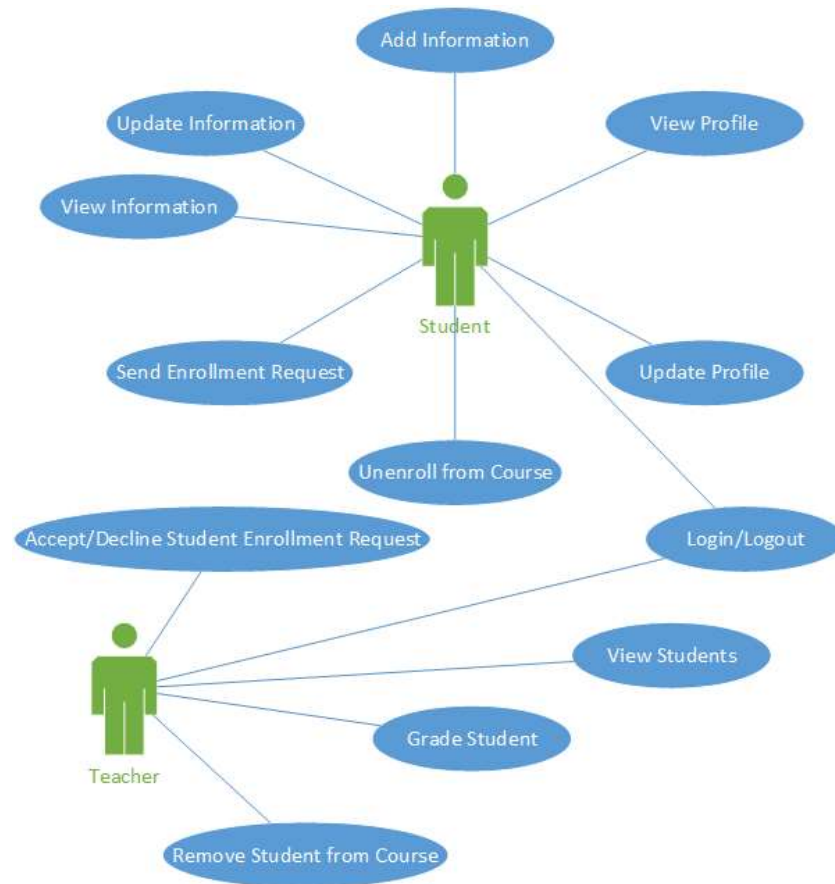 Add Information
Update Information
View Profile
View Information
Student
Send Enrollment Request
Update Profile
Unenroll from Course
Accept/Decline Student Enrollment Request
Login/Logout
View Students
Grade Student
Teacher
Remove Student from Course